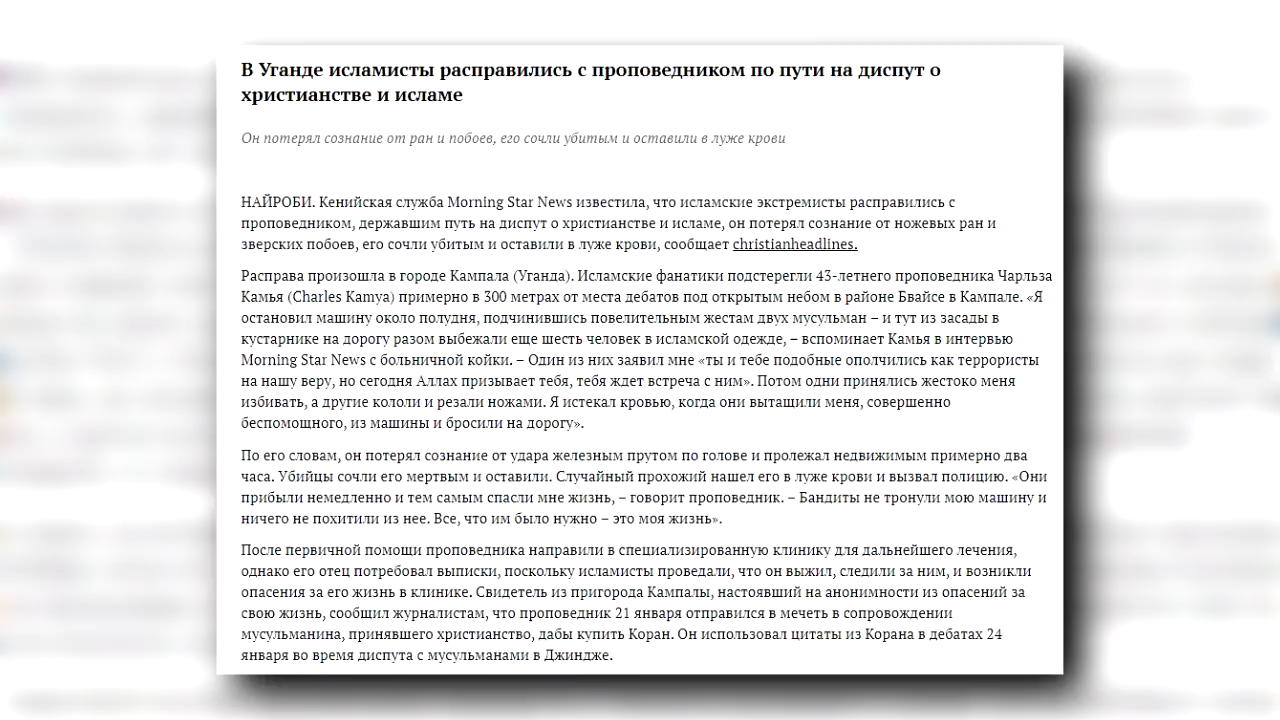 В Уганде исламисты расправились с проповедником по пути на диспут о
христианстве и исламе
Он потерял сознание от ран и побоев, его сочли убитым и оставили в луже крови
НАЙРОБИ. Кенийская служба Morning Star News известила, что исламские экстремисты расправились с
проповедником, державшим путь на диспут о христианстве и исламе, он потерял сознание от ножевых ран и
зверских побоев, его сочли убитым и оставили в луже крови, сообщает christianheadlines.
Расправа произошла в городе Кампала (Уганда). Исламские фанатики подстерегли 43-летнего проповедника Чарльза
Камья (Charles Kamya) примерно в 300 метрах от места дебатов под открытым небом в районе Бвайсе в Кампале. «Я
остановил машину около полудня, подчинившись повелительным жестам двух мусульман – и тут из засады в
кустарнике на дорогу разом выбежали еще шесть человек в исламской одежде, – вспоминает Камья в интервью
Morning Star News с больничной койки. – Один из них заявил мне «ты и тебе подобные ополчились как террористы
на нашу веру, но сегодня Аллах призывает тебя, тебя ждет встреча с ним». Потом одни принялись жестоко меня
избивать, а другие кололи и резали ножами. Я истекал кровью, когда они вытащили меня, совершенно
беспомощного, из машины и бросили на дорогу».
По его словам, он потерял сознание от удара железным прутом по голове и пролежал недвижимым примерно два
часа. Убийцы сочли его мертвым и оставили. Случайный прохожий нашел его в луже крови и вызвал полицию. «Они
прибыли немедленно и тем самым спасли мне жизнь, – говорит проповедник. – Бандиты не тронули мою машину и
ничего не похитили из нее. Все, что им было нужно – это моя жизнь».
После первичной помощи проповедника направили в специализированную клинику для дальнейшего лечения,
однако его отец потребовал выписки, поскольку исламисты проведали, что он выжил, следили за ним, и возникли
опасения за его жизнь в клинике. Свидетель из пригорода Кампалы, настоявший на анонимности из опасений за
свою жизнь, сообщил журналистам, что проповедник 21 января отправился в мечеть в сопровождении
мусульманина, принявшего христианство, дабы купить Коран. Он использовал цитаты из Корана в дебатах 24
января во время диспута с мусульманами в Джиндже.